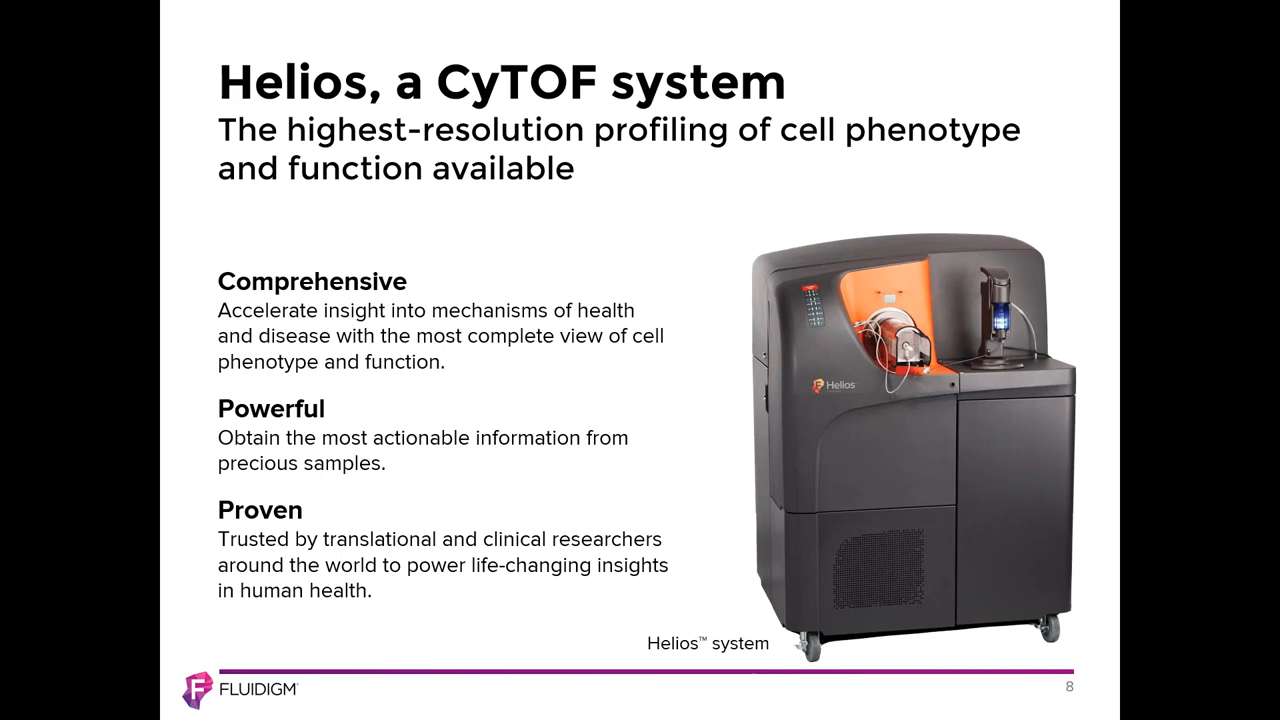 Helios, a CyTOF system
The highest-resolution profiling of cell phenotype
and function available
Comprehensive
Accelerate insight into mechanisms of health
and disease with the most complete view of cell
phenotype and function.
Powerful
Obtain the most actionable information from
precious samples.
Proven
Trusted by translational and clinical researchers
around the world to power life-changing insights
in human health.
Helios
Helios™ system
F FLUIDIGM®
8